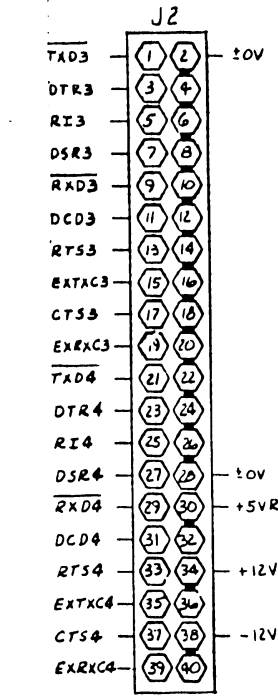 J2
TXD3 1 2 ±0V
DTR3 3 4
RI3 5 6
DSR3 7 8
RXD3 9 10
DCD3 11 12
RTS3 13 14
EXTXC3 15 16
CTS3 17 18
EXRXC3 19 20
TXD4 21 22
DTR4 23 24
RI4 25 26
DSR4 27 28 ±0V
RXD4 29 30 +5VR
DCD4 31 32
RTS4 33 34 +12V
EXTXC4 35 36
CTS4 37 38 -12V
EXRXC4 39 40